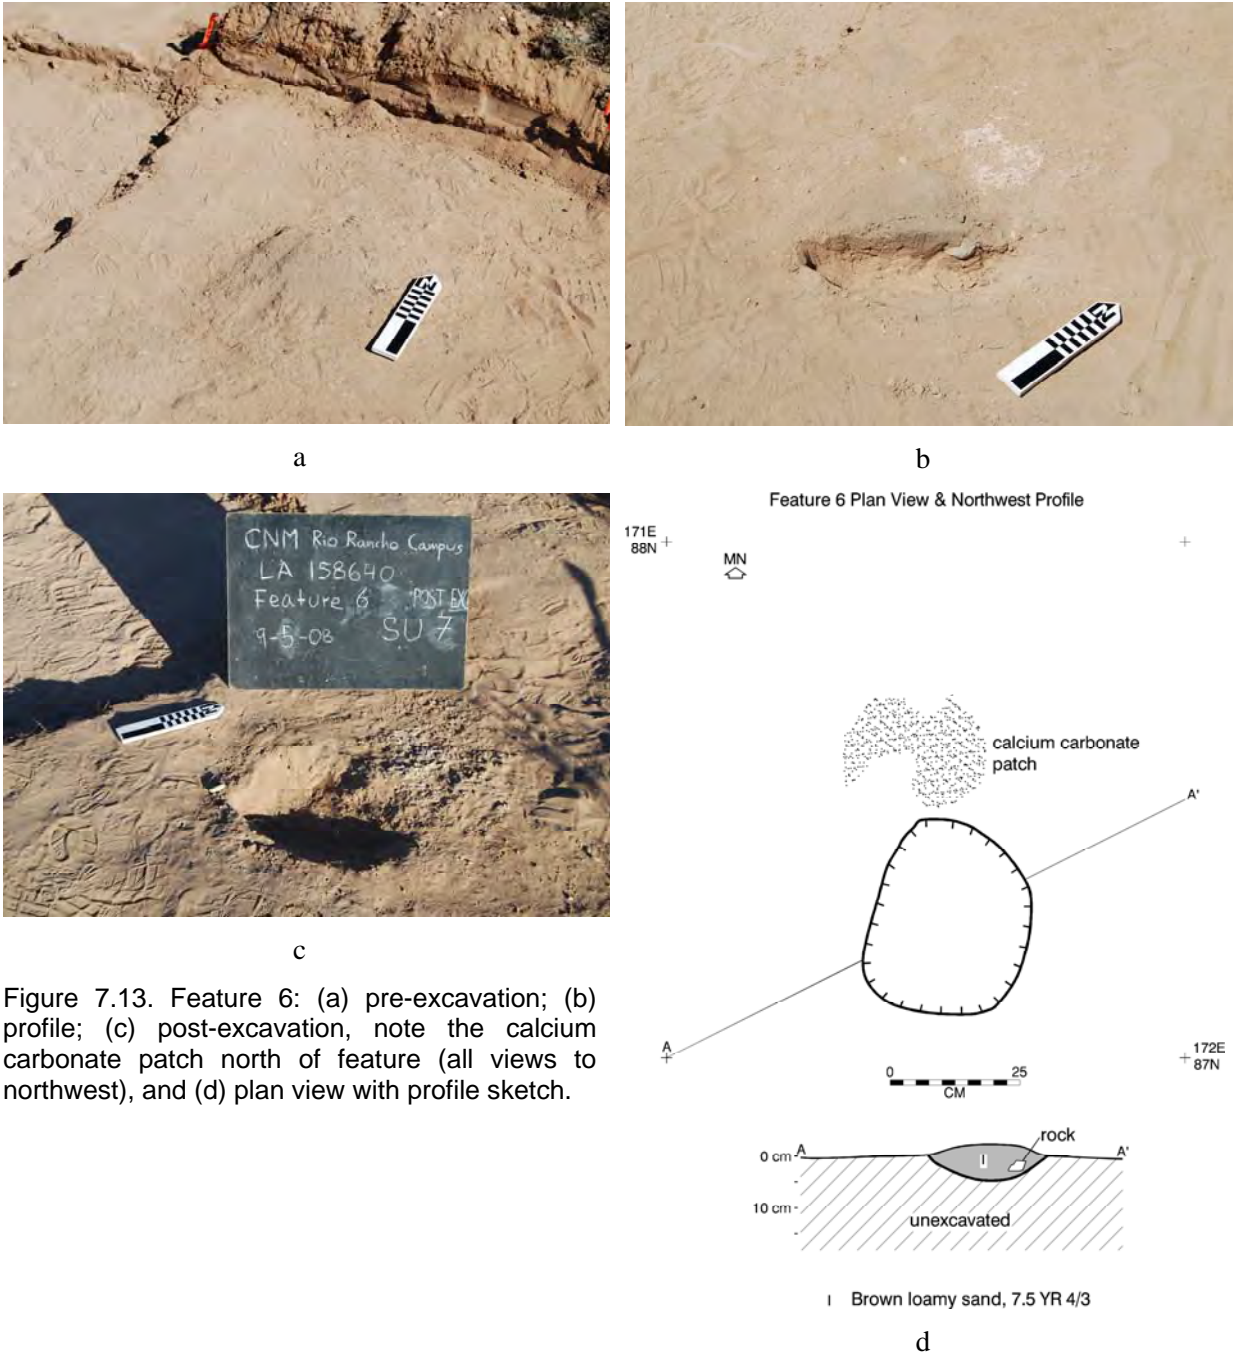 a
b
CNM Rio Rancho Campus
LA 158640
Feature 6 POST EX
9-5-08 SU 7
c
Figure 7.13. Feature 6: (a) pre-excavation; (b)
profile; (c) post-excavation, note the calcium
carbonate patch north of feature (all views to
northwest), and (d) plan view with profile sketch.
Feature 6 Plan View & Northwest Profile
171E
88N
MN
calcium carbonate
patch
A'
A
172E
87N
0 25
CM
rock
0 cm A A'
I
10 cm
unexcavated
I Brown loamy sand, 7.5 YR 4/3
d